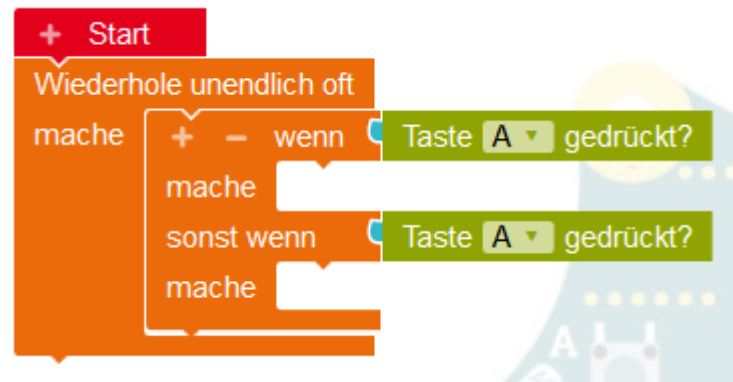 + Start
Wiederhole unendlich oft
mache + − wenn Taste A gedrückt?
mache
sonst wenn Taste A gedrückt?
mache
A